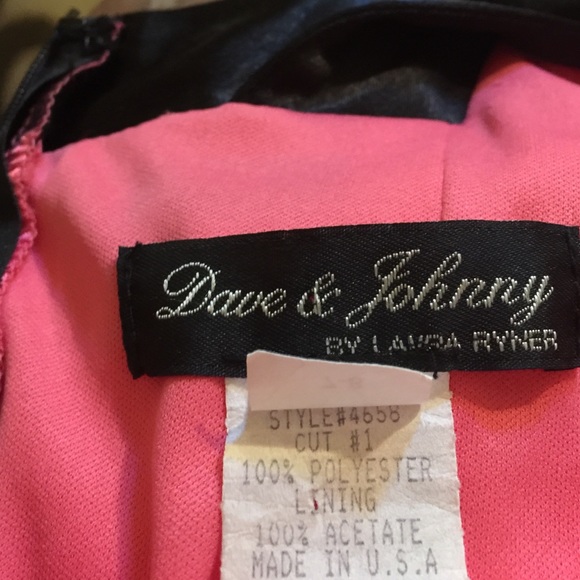 Dave & Johnny
BY LAURA RYNER
STYLE#4658
CUT #1
100% POLYESTER
LINING
100% ACETATE
MADE IN U.S.A